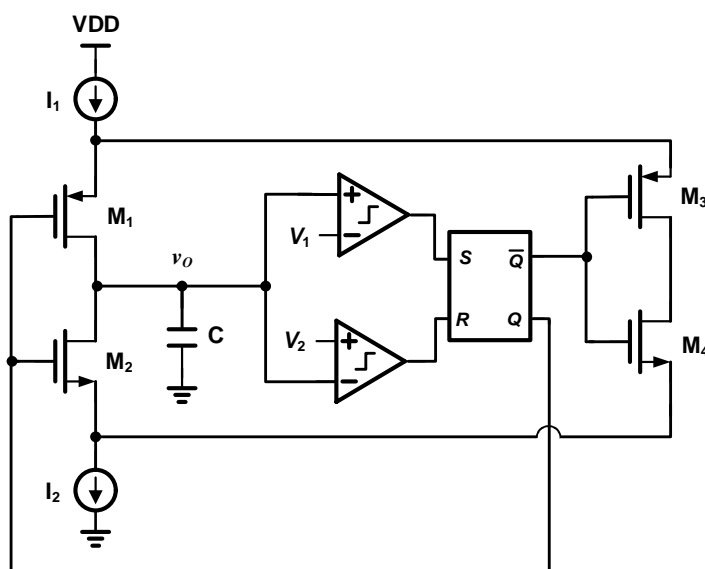 VDD
I₁
M₁
M₃
V₁
+
−
v_O
S
Q̅
R
Q
C
V₂
+
−
M₂
M₄
I₂